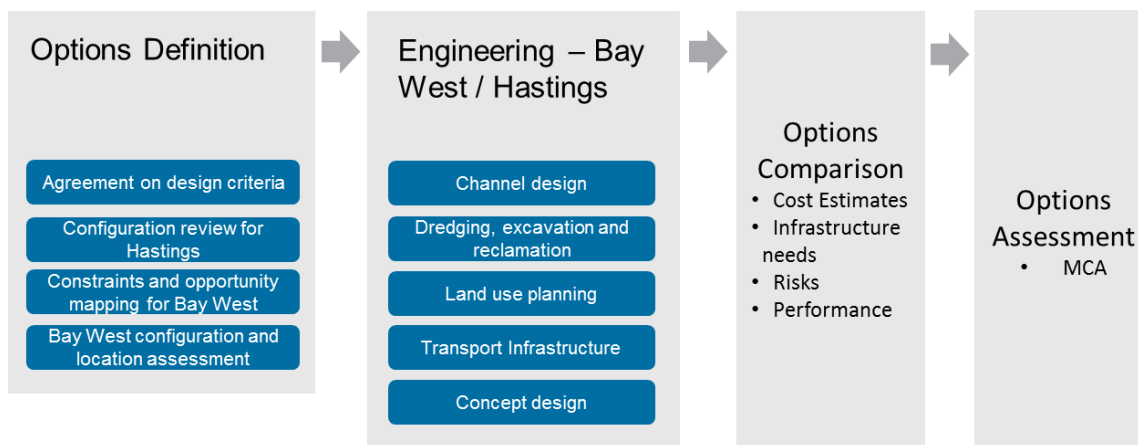 Options Definition
Agreement on design criteria
Configuration review for
Hastings
Constraints and opportunity
mapping for Bay West
Bay West configuration and
location assessment
Engineering – Bay
West / Hastings
Channel design
Dredging, excavation and
reclamation
Land use planning
Transport Infrastructure
Concept design
Options
Comparison
• Cost Estimates
• Infrastructure
needs
• Risks
• Performance
Options
Assessment
• MCA